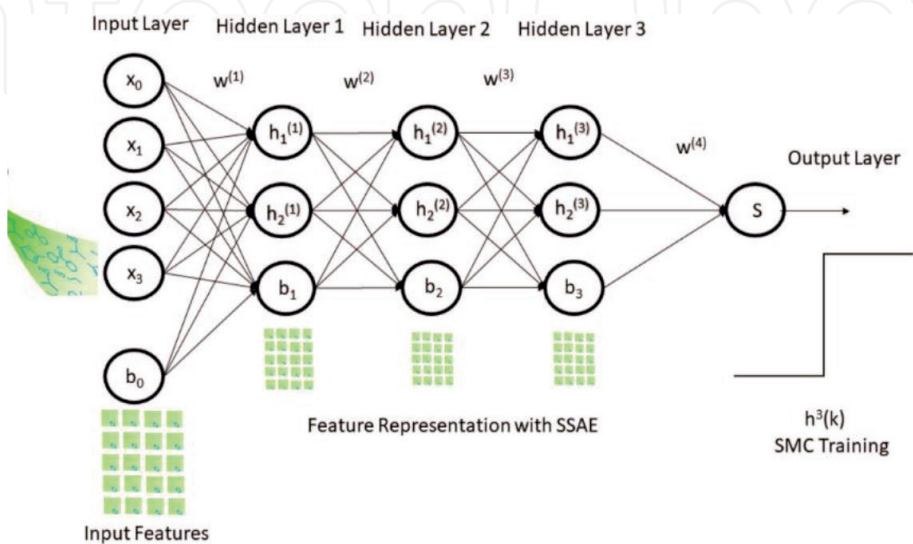 Input Layer
Hidden Layer 1
Hidden Layer 2
Hidden Layer 3
x₀
x₁
x₂
x₃
b₀
w⁽¹⁾
w⁽²⁾
w⁽³⁾
w⁽⁴⁾
h₁⁽¹⁾
h₂⁽¹⁾
b₁
h₁⁽²⁾
h₂⁽²⁾
b₂
h₁⁽³⁾
h₂⁽³⁾
b₃
S
Output Layer
Feature Representation with SSAE
h³(k)
SMC Training
Input Features